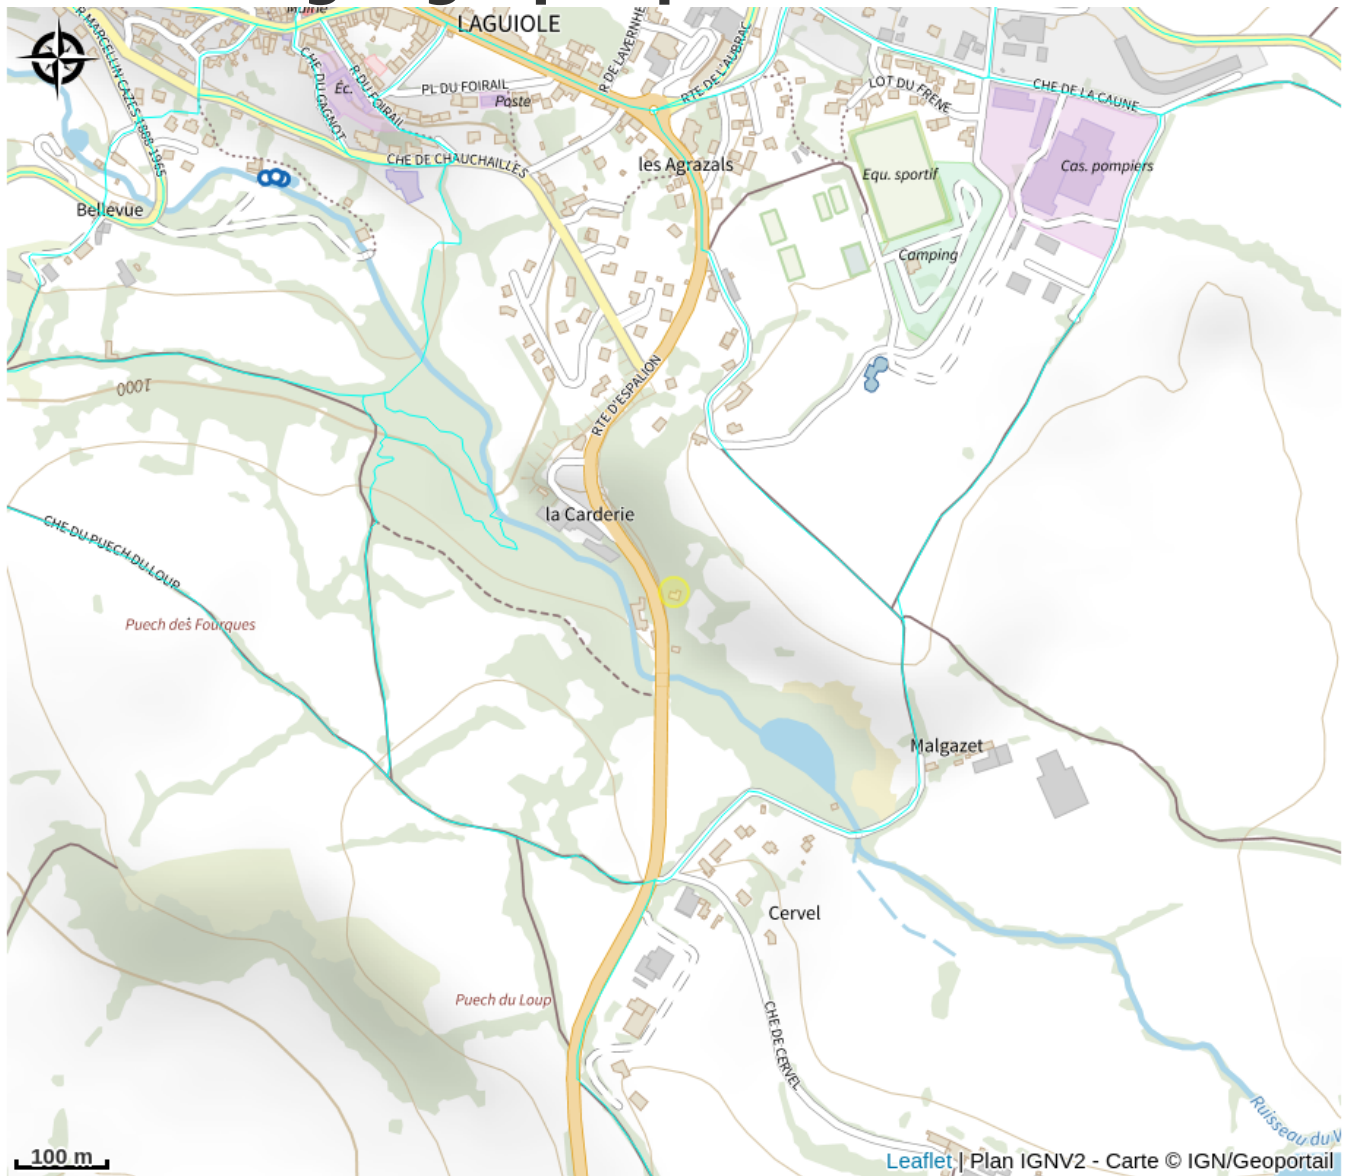 Mairie
LAGUIOLE
R MARCELLIN CAZES 1888-1965
CHE DU GAGNOT
Éc.
R DU FOIRAIL
PL DU FOIRAIL
Poste
R DE LAVERNHE
RTE DE L'AUBRAC
LOT DU FRENE
CHE DE LA CAUNE
CHE DE CHAUCHAILLES
les Agrazals
Equ. sportif
Cas. pompiers
Bellevue
Camping
1000
RTE D'ESPALION
la Carderie
CHE DU PUECH DU LOUP
Puech des Fourques
Malgazet
Cervel
Puech du Loup
CHE DE CERVEL
Ruisseau du V
100 m
Leaflet | Plan IGNV2 - Carte © IGN/Geoportail